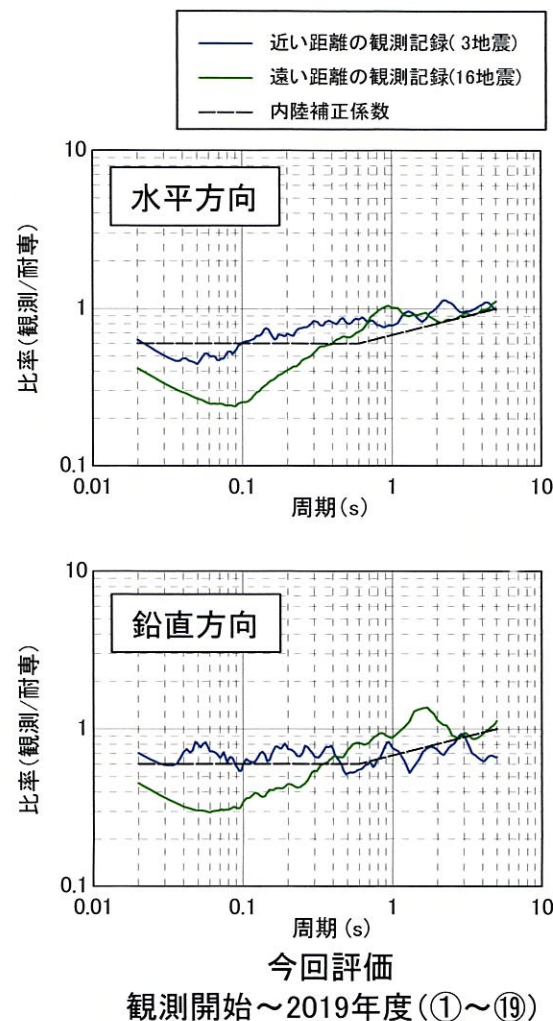 近い距離の観測記録(3地震)
遠い距離の観測記録(16地震)
内陸補正係数
水平方向
比率(観測/耐専)
10
1
0.1
0.01
0.1
1
10
周期(s)
鉛直方向
比率(観測/耐専)
10
1
0.1
0.01
0.1
1
10
周期(s)
今回評価
観測開始~2019年度(①~⑲)